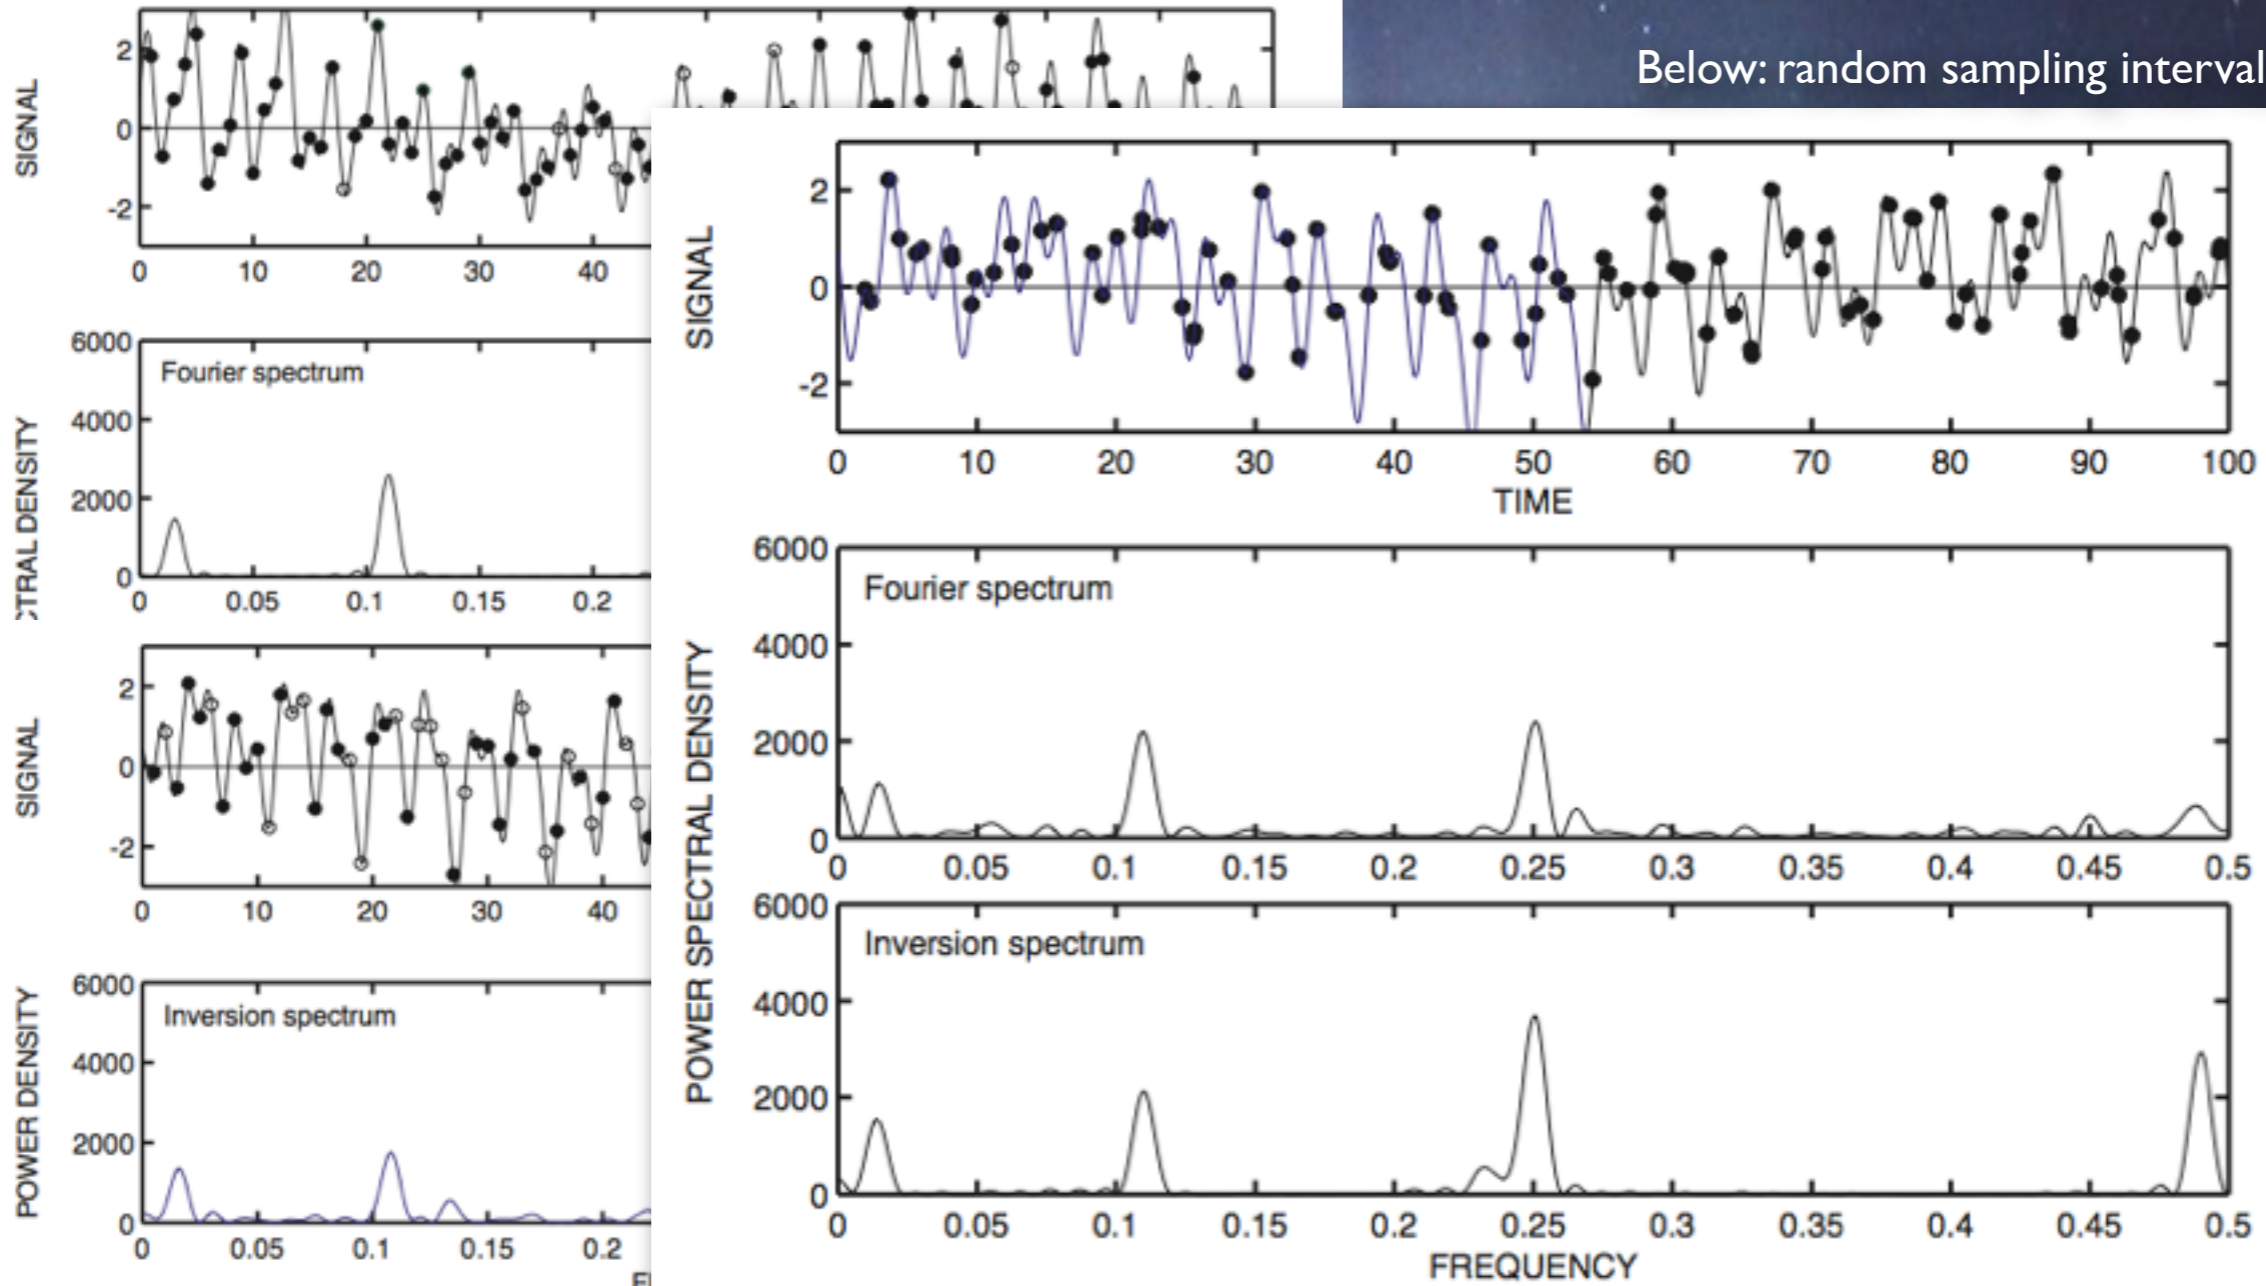 Below: random sampling interval
SIGNAL
2
0
-2
0 10 20 30 40
6000
Fourier spectrum
4000
2000
0
CTRAL DENSITY
0 0.05 0.1 0.15 0.2
SIGNAL
2
0
-2
0 10 20 30 40
6000
Inversion spectrum
4000
2000
0
POWER DENSITY
0 0.05 0.1 0.15 0.2
SIGNAL
2
0
-2
0 10 20 30 40 50 60 70 80 90 100
TIME
POWER SPECTRAL DENSITY
6000
Fourier spectrum
4000
2000
0
0 0.05 0.1 0.15 0.2 0.25 0.3 0.35 0.4 0.45 0.5
6000
Inversion spectrum
4000
2000
0
0 0.05 0.1 0.15 0.2 0.25 0.3 0.35 0.4 0.45 0.5
FREQUENCY